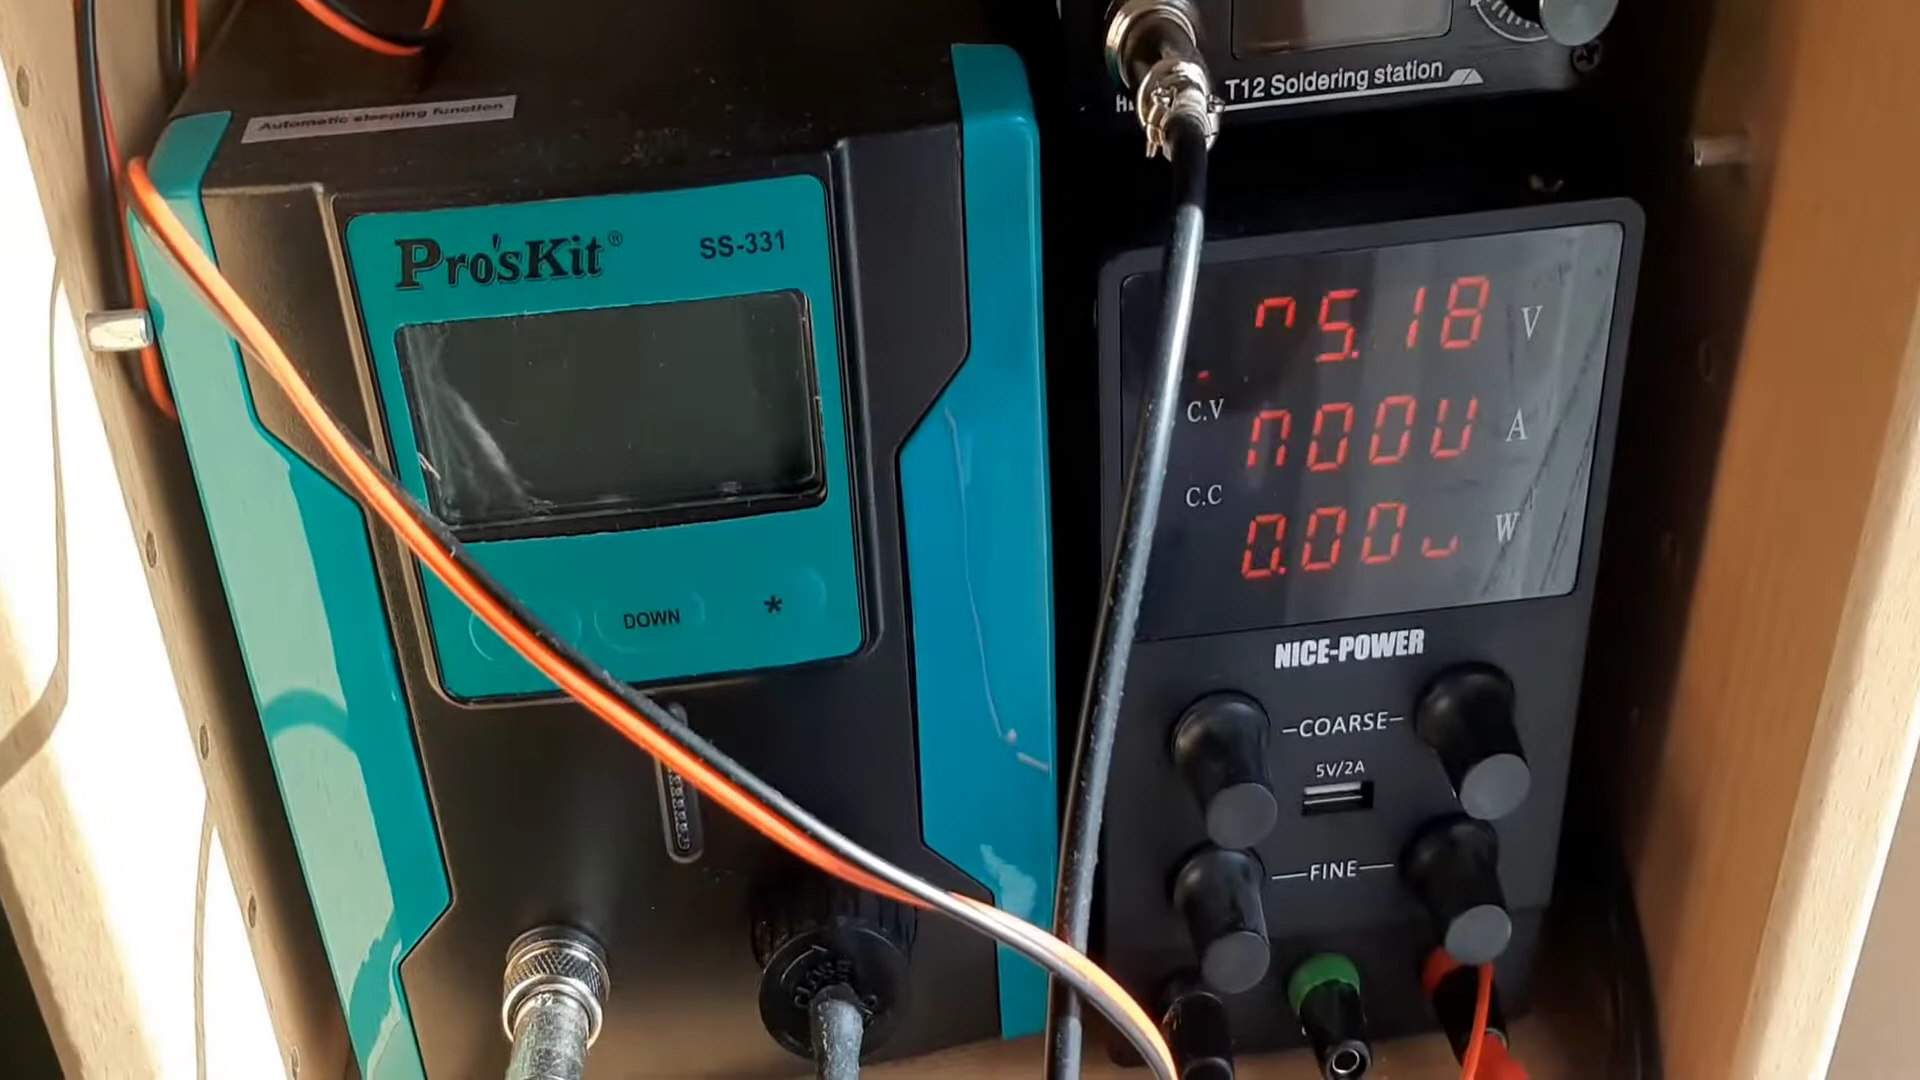 Automatic sleeping function
T12 Soldering station
Pro'sKit® SS-331
5.18 V
C.V
A
C.C
W
DOWN *
NICE-POWER
COARSE
5V/2A
FINE